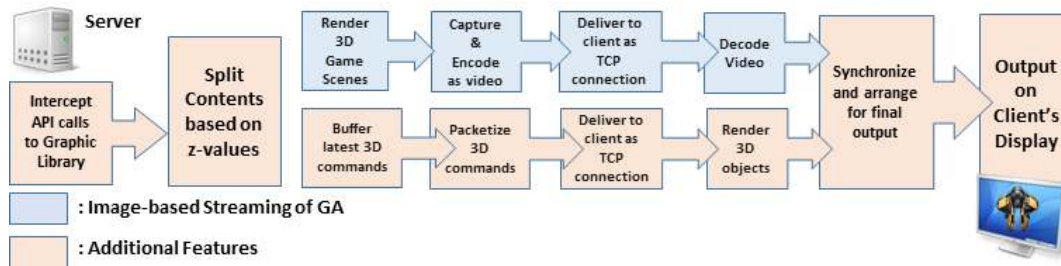 Server
Intercept
API calls
to Graphic
Library
Split
Contents
based on
z-values
Render
3D
Game
Scenes
Capture
&
Encode
as video
Deliver to
client as
TCP
connection
Decode
Video
Buffer
latest 3D
commands
Packetize
3D
commands
Deliver to
client as
TCP
connection
Render
3D
objects
Synchronize
and arrange
for final
output
Output
on
Client's
Display
: Image-based Streaming of GA
: Additional Features